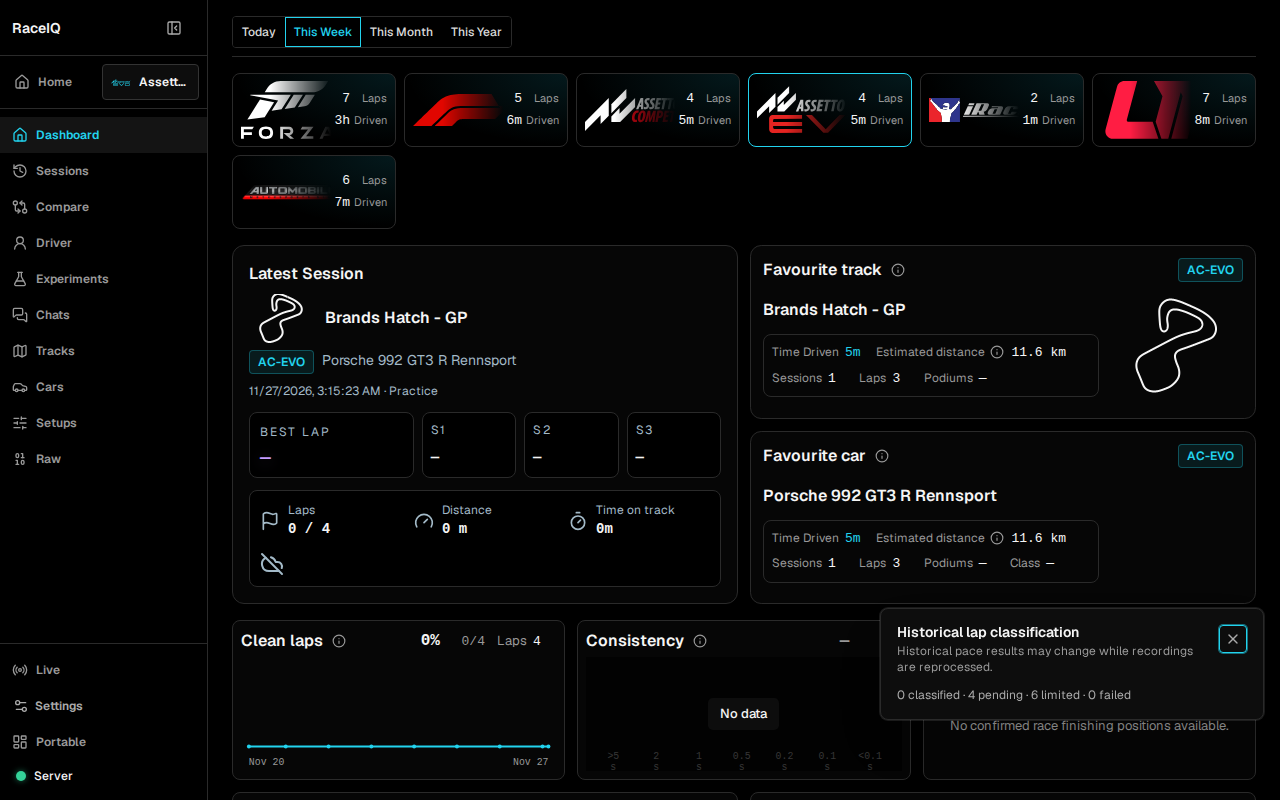 RaceIQ
Today
This Week
This Month
This Year
Home
Assett...
FORZA
7 Laps
3h Driven
5 Laps
6m Driven
4 Laps
5m Driven
ASSETTO
EV
4 Laps
5m Driven
2 Laps
1m Driven
7 Laps
8m Driven
6 Laps
7m Driven
Dashboard
Sessions
Compare
Driver
Experiments
Chats
Tracks
Cars
Setups
Raw
Latest Session
Brands Hatch - GP
AC-EVO Porsche 992 GT3 R Rennsport
11/27/2026, 3:15:23 AM · Practice
BEST LAP
—
S1
—
S2
—
S3
—
Laps
0 / 4
Distance
0 m
Time on track
0m
Favourite track
AC-EVO
Brands Hatch - GP
Time Driven 5m Estimated distance 11.6 km
Sessions 1 Laps 3 Podiums —
Favourite car
AC-EVO
Porsche 992 GT3 R Rennsport
Time Driven 5m Estimated distance 11.6 km
Sessions 1 Laps 3 Podiums — Class —
Clean laps 0% 0/4 Laps 4
Nov 20 Nov 27
Consistency —
No data
>5 s
2 s
1 s
0.5 s
0.2 s
0.1 s
<0.1 s
Historical lap classification
Historical pace results may change while recordings
are reprocessed.
0 classified · 4 pending · 6 limited · 0 failed
No confirmed race finishing positions available.
Live
Settings
Portable
Server